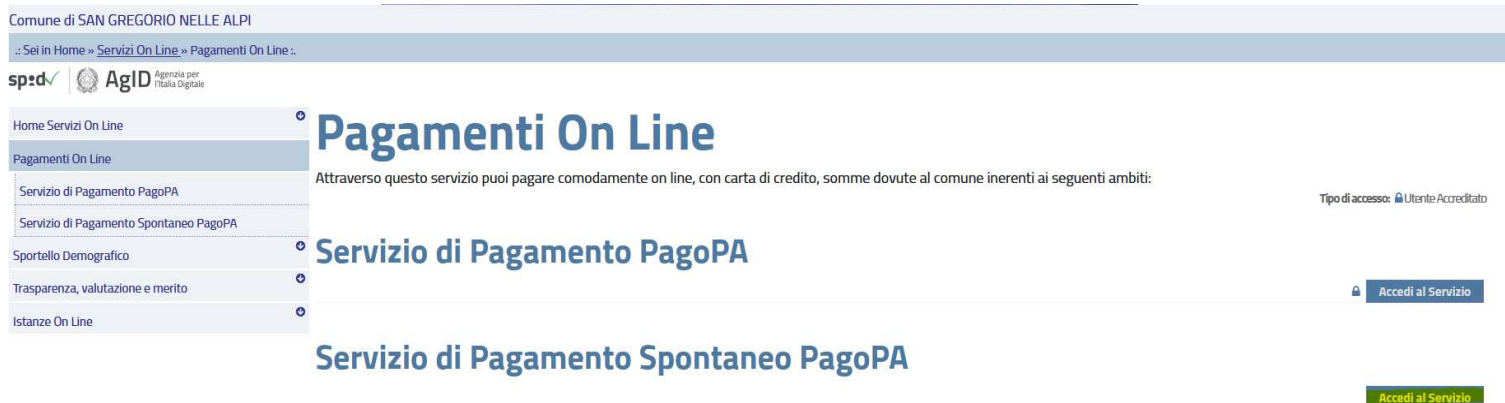 Comune di SAN GREGORIO NELLE ALPI
.: Sei in Home » Servizi On Line » Pagamenti On Line :.
sp:d AgID Agenzia per l'Italia Digitale
Home Servizi On Line
Pagamenti On Line
Servizio di Pagamento PagoPA
Servizio di Pagamento Spontaneo PagoPA
Sportello Demografico
Trasparenza, valutazione e merito
Istanze On Line
Pagamenti On Line
Attraverso questo servizio puoi pagare comodamente on line, con carta di credito, somme dovute al comune inerenti ai seguenti ambiti:
Tipo di accesso: Utente Accreditato
Servizio di Pagamento PagoPA
Accedi al Servizio
Servizio di Pagamento Spontaneo PagoPA
Accedi al Servizio